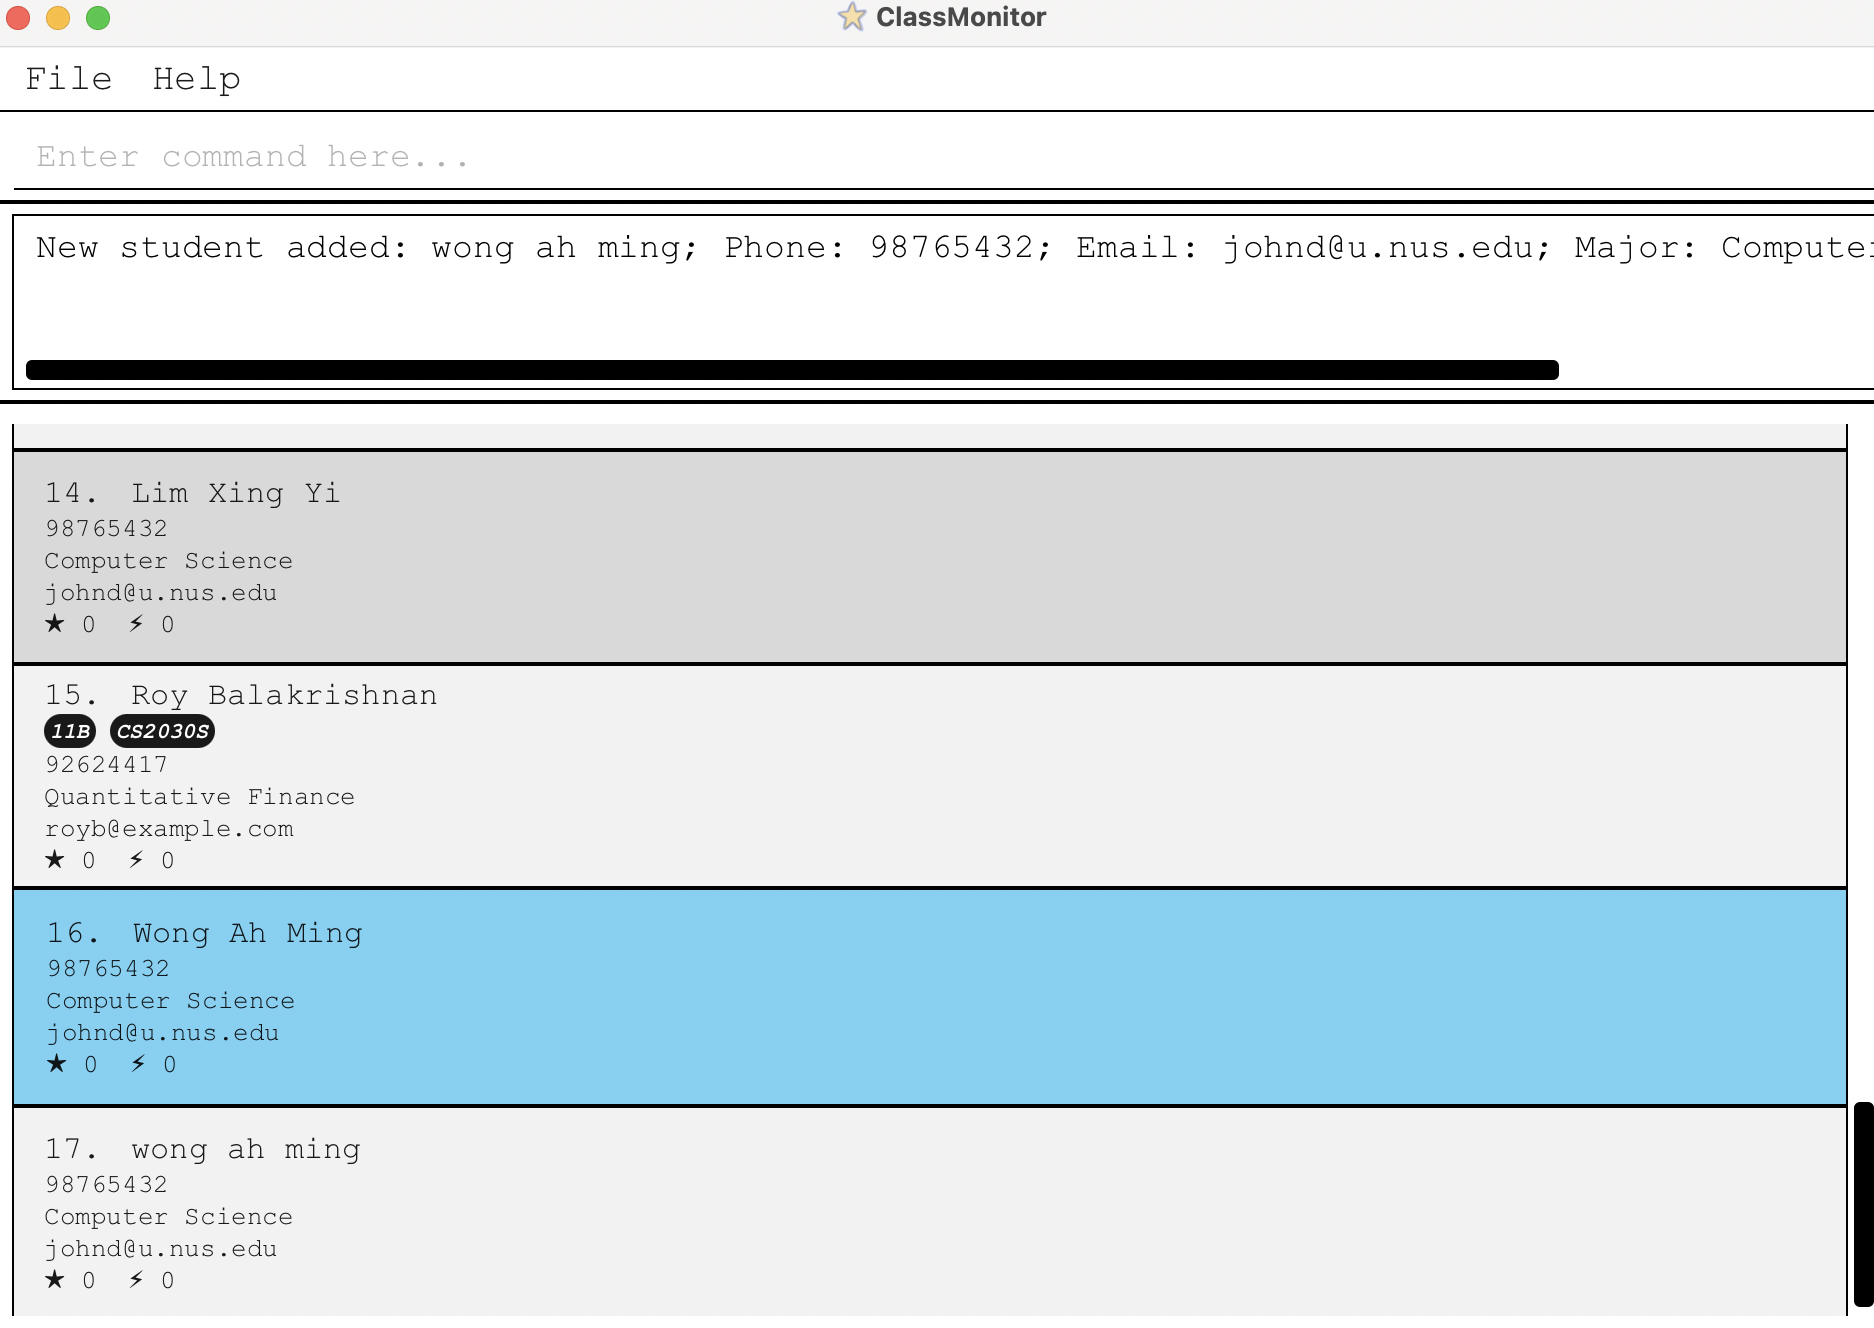 ClassMonitor
File Help
Enter command here...
New student added: wong ah ming; Phone: 98765432; Email: johnd@u.nus.edu; Major: Computer
14. Lim Xing Yi
98765432
Computer Science
johnd@u.nus.edu
★ 0 ⚡ 0
15. Roy Balakrishnan
11B CS2030S
92624417
Quantitative Finance
royb@example.com
★ 0 ⚡ 0
16. Wong Ah Ming
98765432
Computer Science
johnd@u.nus.edu
★ 0 ⚡ 0
17. wong ah ming
98765432
Computer Science
johnd@u.nus.edu
★ 0 ⚡ 0